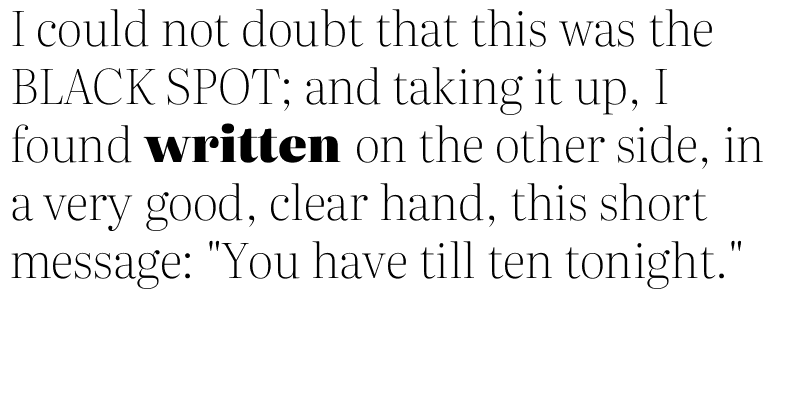 I could not doubt that this was the
BLACK SPOT; and taking it up, I
found written on the other side, in
a very good, clear hand, this short
message: "You have till ten tonight."